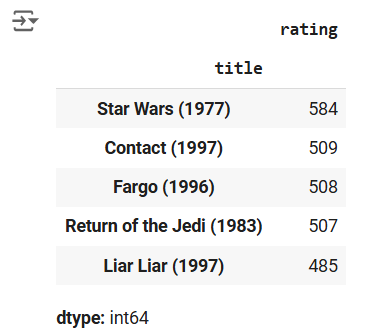 rating
title
Star Wars (1977) 584
Contact (1997) 509
Fargo (1996) 508
Return of the Jedi (1983) 507
Liar Liar (1997) 485
dtype: int64